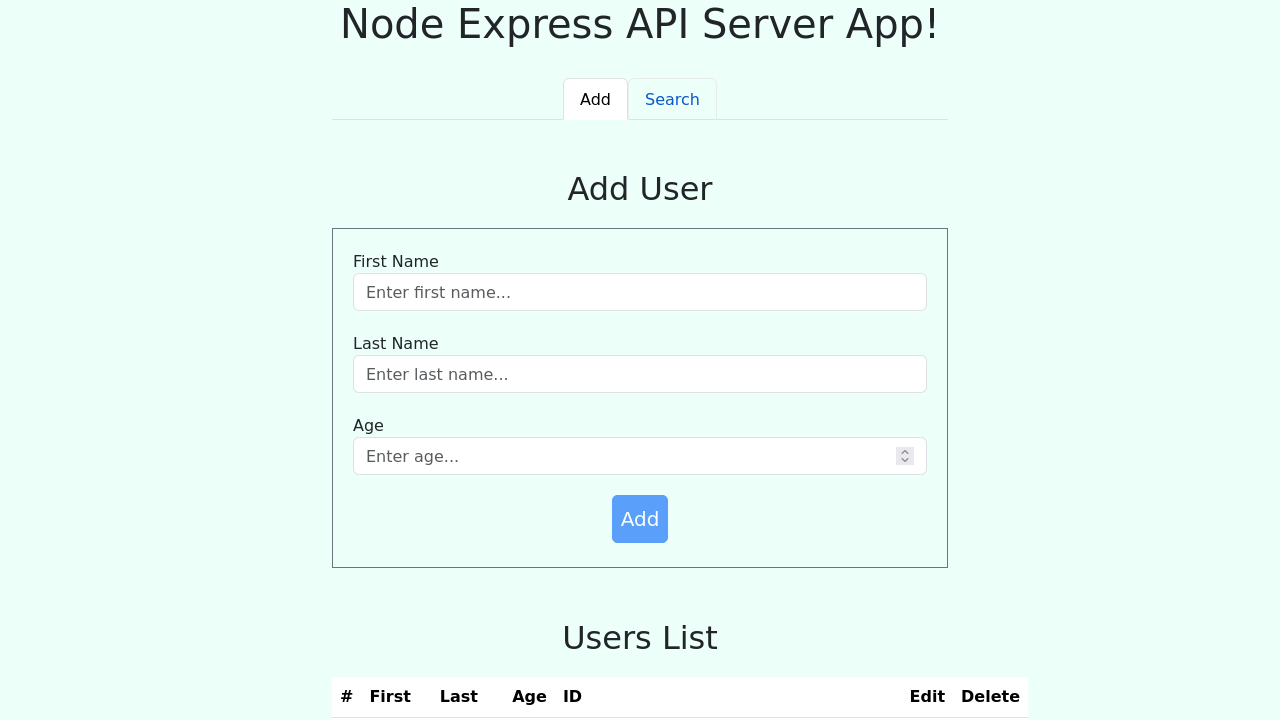 Node Express API Server App!
Add Search
Add User
First Name
Enter first name...
Last Name
Enter last name...
Age
Enter age...
Add
Users List
# First Last Age ID Edit Delete